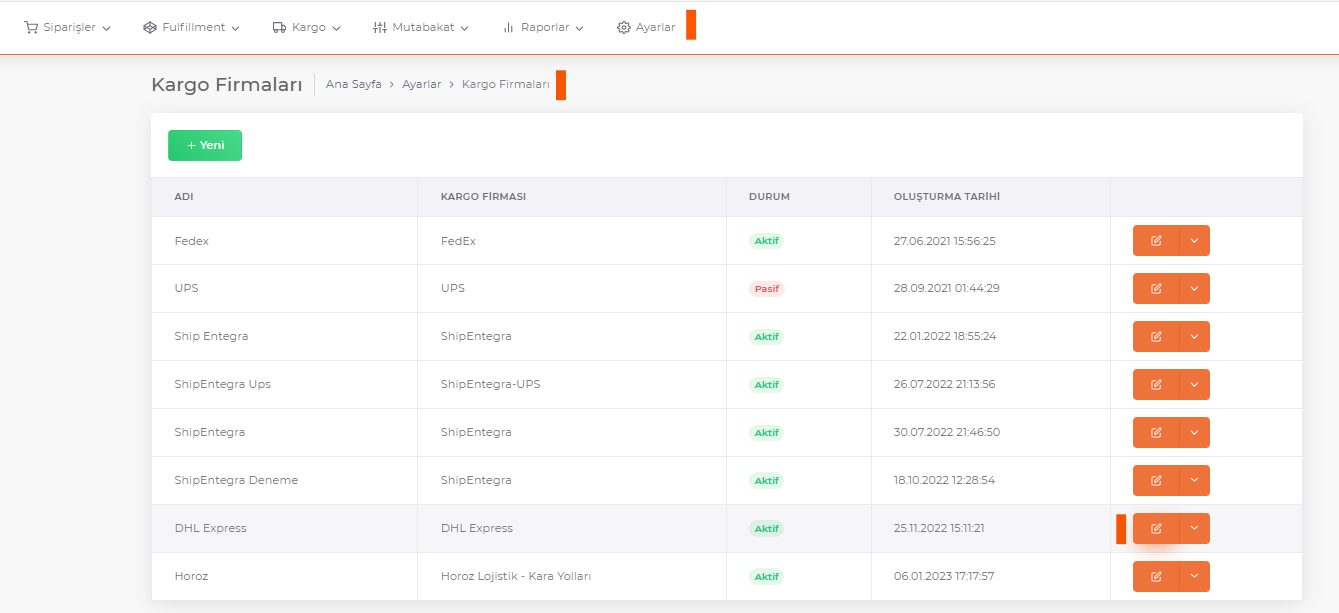 Siparişler Fulfillment Kargo Mutabakat Raporlar Ayarlar
Kargo Firmaları Ana Sayfa > Ayarlar > Kargo Firmaları
+ Yeni
ADI KARGO FİRMASI DURUM OLUŞTURMA TARİHİ
Fedex FedEx Aktif 27.06.2021 15:56:25
UPS UPS Pasif 28.09.2021 01:44:29
Ship Entegra ShipEntegra Aktif 22.01.2022 18:55:24
ShipEntegra Ups ShipEntegra-UPS Aktif 26.07.2022 21:13:56
ShipEntegra ShipEntegra Aktif 30.07.2022 21:46:50
ShipEntegra Deneme ShipEntegra Aktif 18.10.2022 12:28:54
DHL Express DHL Express Aktif 25.11.2022 15:11:21
Horoz Horoz Lojistik - Kara Yolları Aktif 06.01.2023 17:17:57